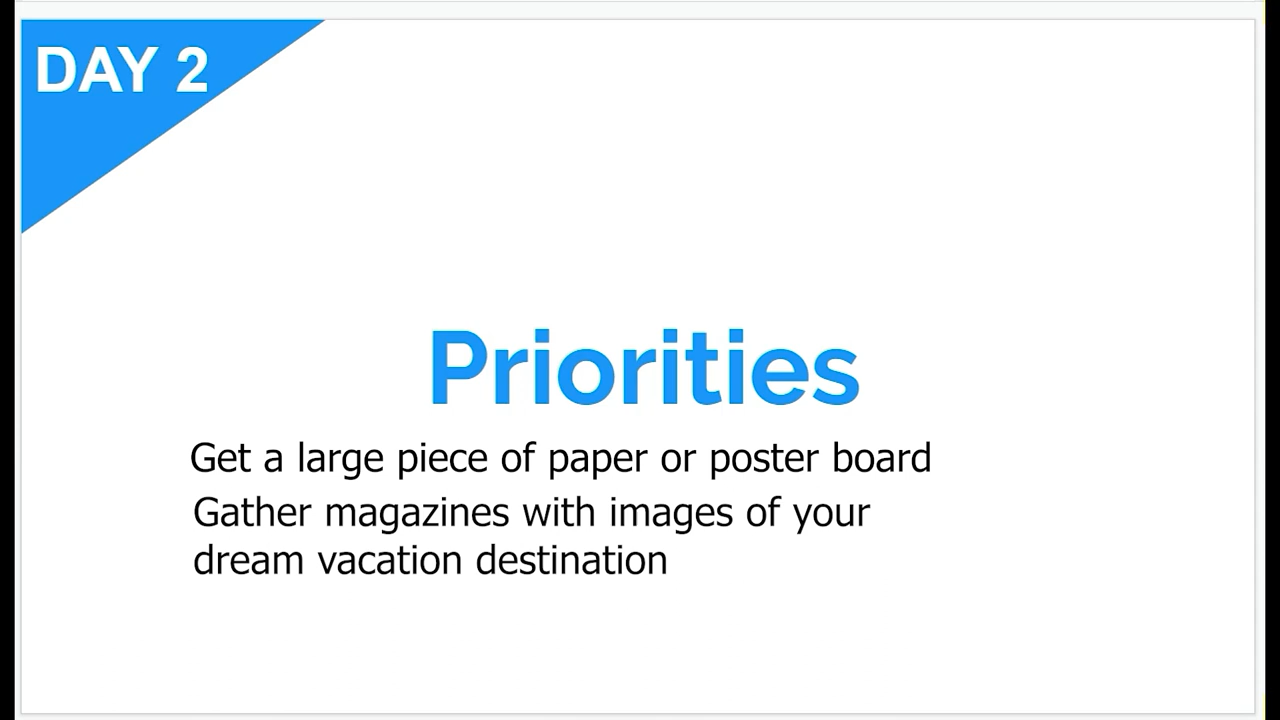 DAY 2
Priorities
Get a large piece of paper or poster board
Gather magazines with images of your
dream vacation destination